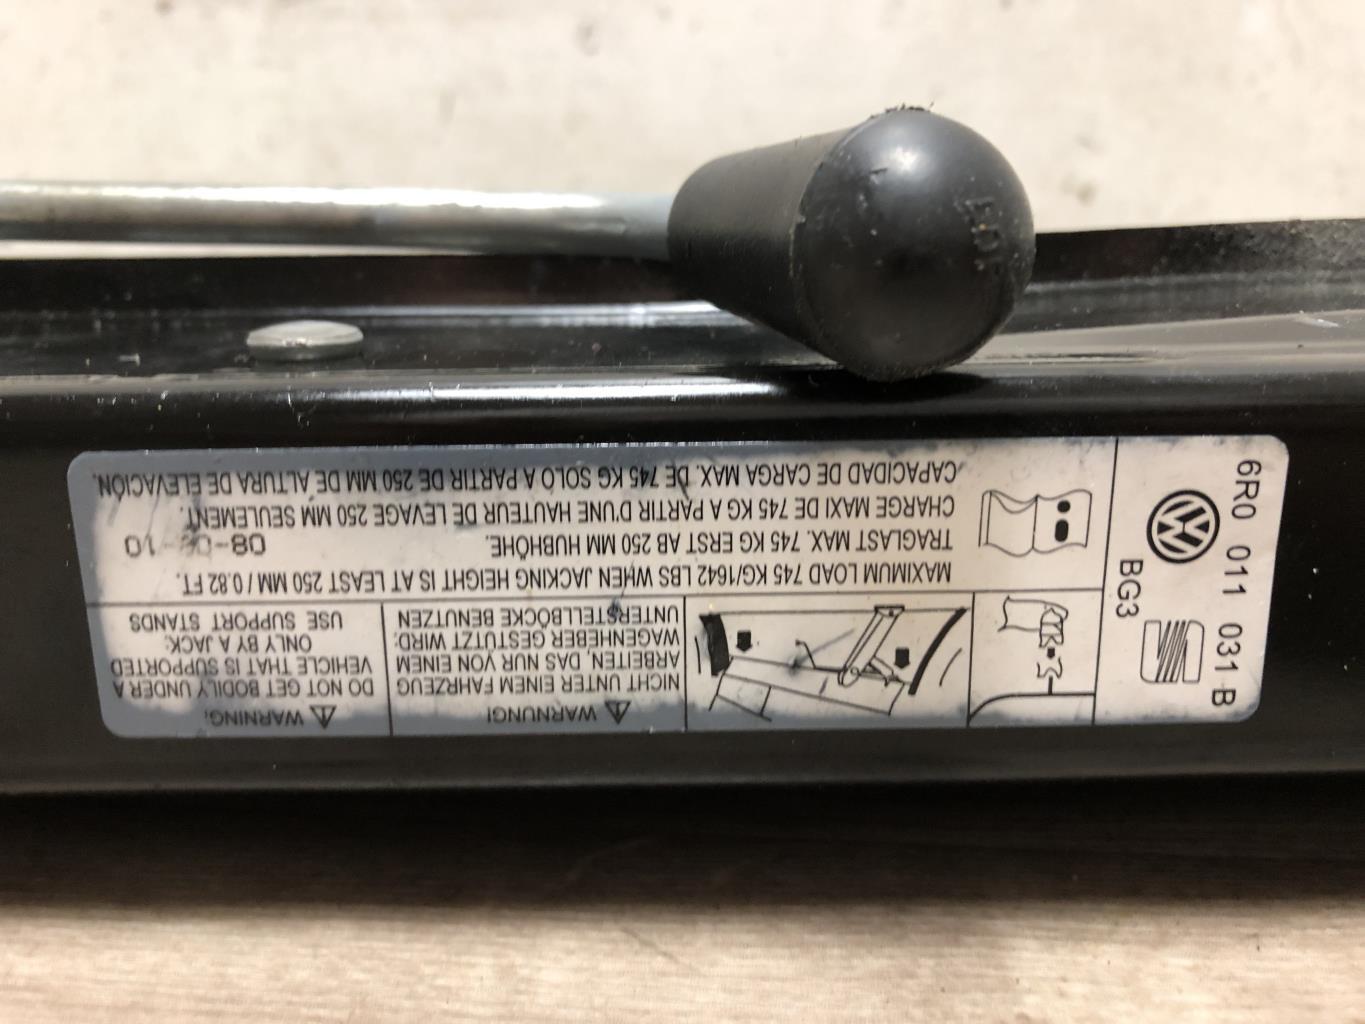 6R0 011 031 B
BG3
MAXIMUM LOAD 745 KG/1642 LBS WHEN JACKING HEIGHT IS AT LEAST 250 MM / 0.82 FT.
TRAGLAST MAX. 745 KG ERST AB 250 MM HUBHÖHE.
CHARGE MAXI DE 745 KG A PARTIR D'UNE HAUTEUR DE LEVAGE 250 MM SEULEMENT.
CAPACIDAD DE CARGA MAX. DE 745 KG SOLO A PARTIR DE 250 MM DE ALTURA DE ELEVACIÓN.
WARNUNG!
NICHT UNTER EINEM FAHRZEUG
ARBEITEN, DAS NUR VON EINEM
WAGENHEBER GESTÜTZT WIRD:
UNTERSTELLBÖCKE BENUTZEN
WARNING:
DO NOT GET BODILY UNDER A
VEHICLE THAT IS SUPPORTED
ONLY BY A JACK:
USE SUPPORT STANDS